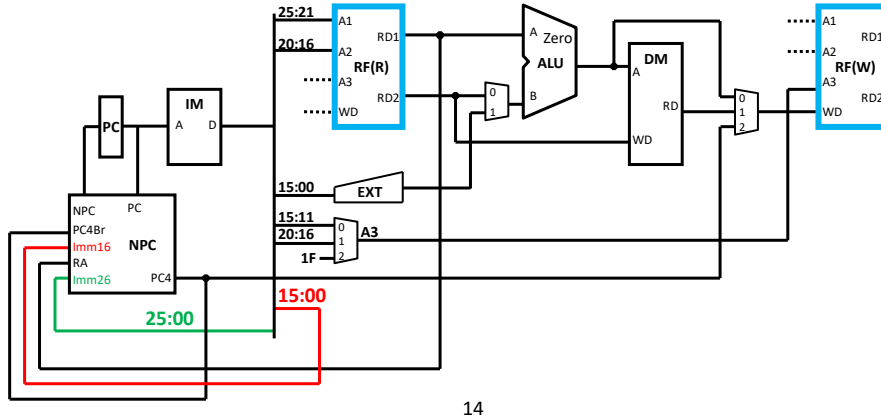 25:21
20:16
A1
A2
A3
WD
RD1
RD2
RF(R)
A
Zero
ALU
B
0
1
DM
A
RD
WD
0
1
2
A1
A2
A3
WD
RD1
RD2
RF(W)
PC
IM
A
D
15:00
EXT
15:11
20:16
1F
0
1
2
A3
NPC
PC
PC4Br
Imm16
NPC
RA
PC4
Imm26
15:00
25:00
14